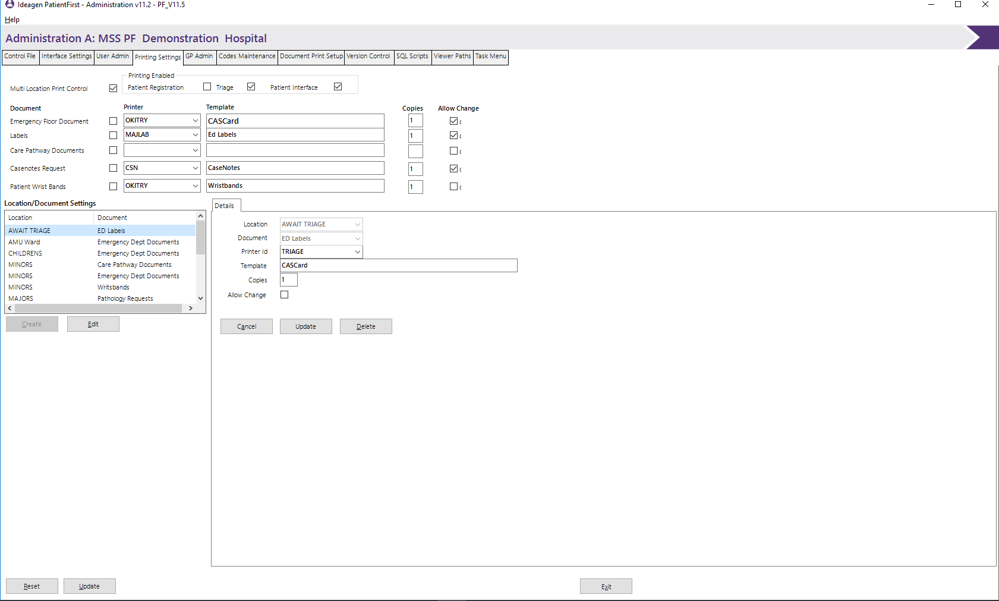 Ideagen PatientFirst - Administration v11.2 - PF_V11.5
Help
Administration A: MSS PF Demonstration Hospital
Control File Interface Settings User Admin Printing Settings GP Admin Codes Maintenance Document Print Setup Version Control SQL Scripts Viewer Paths Task Menu
Printing Enabled
Multi Location Print Control Patient Registration Triage Patient Interface
Document Printer Template Copies Allow Change
Emergency Floor Document OKITRY CASCard 1
Labels MAJLAB Ed Labels 1
Care Pathway Documents
Casenotes Request CSN CaseNotes 1
Patient Wrist Bands OKITRY Wristbands 1
Location/Document Settings
Location Document
AWAIT TRIAGE ED Labels
AMU Ward Emergency Dept Documents
CHILDRENS Emergency Dept Documents
MINORS Care Pathway Documents
MINORS Emergency Dept Documents
MINORS Writsbands
MAJORS Pathology Requests
Create Edit
Details
Location AWAIT TRIAGE
Document ED Labels
Printer Id TRIAGE
Template CASCard
Copies 1
Allow Change
Cancel Update Delete
Reset Update Exit